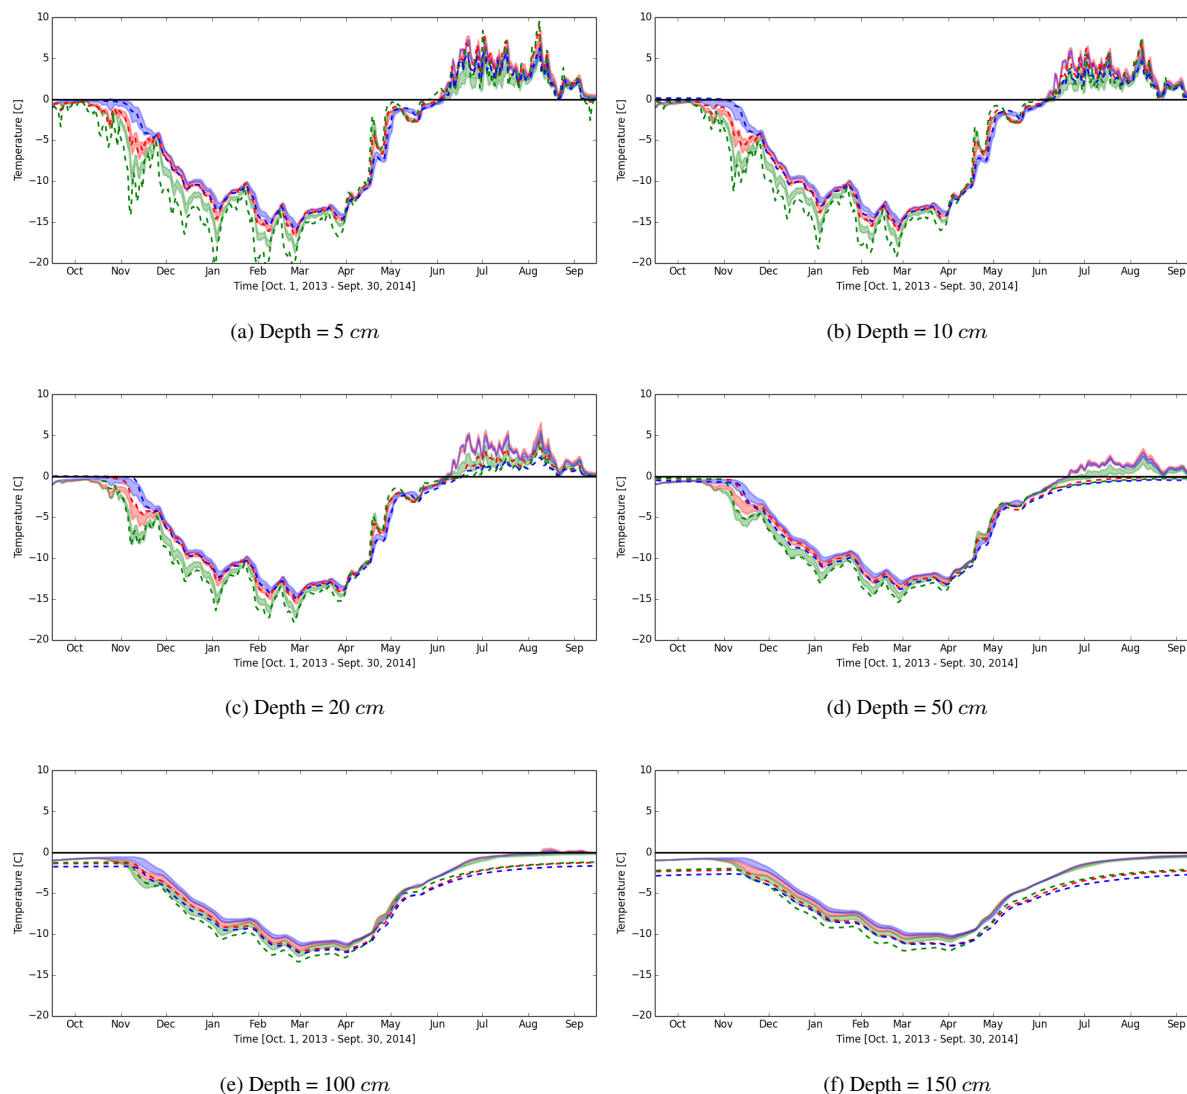 10
5
0
−5
−10
−15
−20
Temperature [C]
Oct Nov Dec Jan Feb Mar Apr May Jun Jul Aug Sep
Time [Oct. 1, 2013 - Sept. 30, 2014]
(a) Depth = 5 cm
10
5
0
−5
−10
−15
−20
Temperature [C]
Oct Nov Dec Jan Feb Mar Apr May Jun Jul Aug Sep
Time [Oct. 1, 2013 - Sept. 30, 2014]
(b) Depth = 10 cm
10
5
0
−5
−10
−15
−20
Temperature [C]
Oct Nov Dec Jan Feb Mar Apr May Jun Jul Aug Sep
Time [Oct. 1, 2013 - Sept. 30, 2014]
(c) Depth = 20 cm
10
5
0
−5
−10
−15
−20
Temperature [C]
Oct Nov Dec Jan Feb Mar Apr May Jun Jul Aug Sep
Time [Oct. 1, 2013 - Sept. 30, 2014]
(d) Depth = 50 cm
10
5
0
−5
−10
−15
−20
Temperature [C]
Oct Nov Dec Jan Feb Mar Apr May Jun Jul Aug Sep
Time [Oct. 1, 2013 - Sept. 30, 2014]
(e) Depth = 100 cm
10
5
0
−5
−10
−15
−20
Temperature [C]
Oct Nov Dec Jan Feb Mar Apr May Jun Jul Aug Sep
Time [Oct. 1, 2013 - Sept. 30, 2014]
(f) Depth = 150 cm